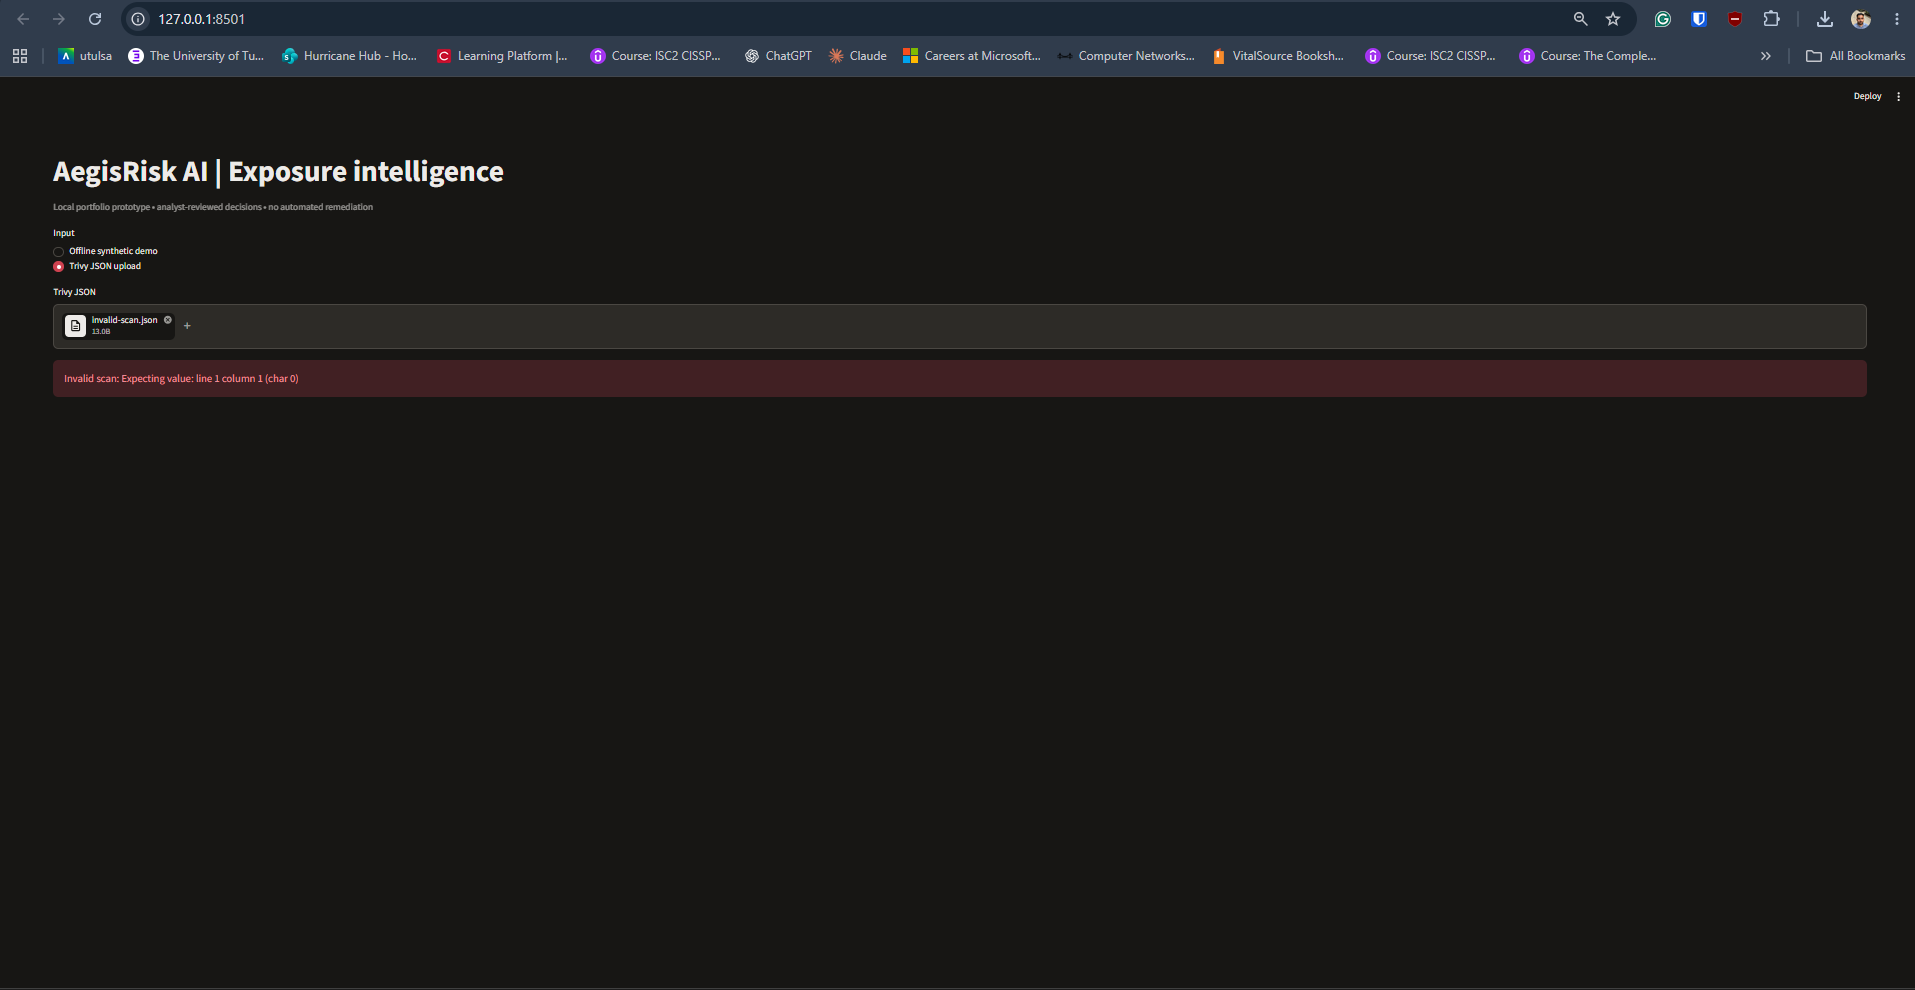 127.0.0.1:8501
utulsa
The University of Tu...
Hurricane Hub - Ho...
Learning Platform |...
Course: ISC2 CISSP...
ChatGPT
Claude
Careers at Microsoft...
Computer Networks...
VitalSource Booksh...
Course: ISC2 CISSP...
Course: The Comple...
All Bookmarks
Deploy
AegisRisk AI | Exposure intelligence
Local portfolio prototype • analyst-reviewed decisions • no automated remediation
Input
Offline synthetic demo
Trivy JSON upload
Trivy JSON
invalid-scan.json
13.0B
Invalid scan: Expecting value: line 1 column 1 (char 0)